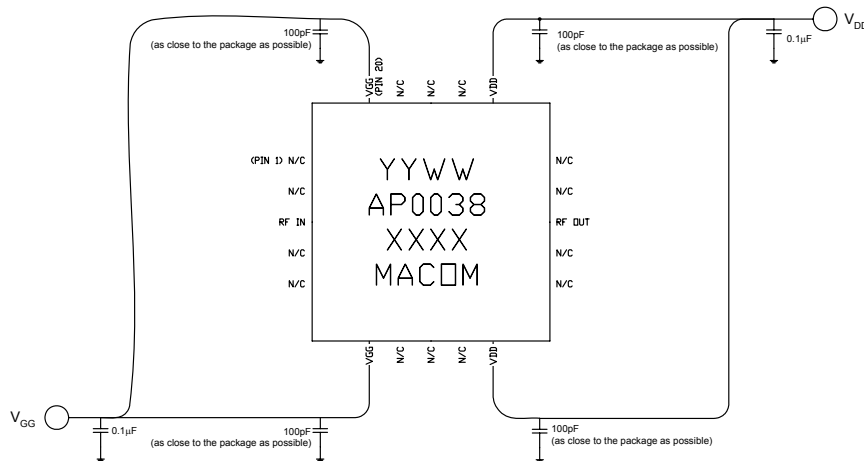 100pF
(as close to the package as possible)
100pF
(as close to the package as possible)
0.1µF
V_DD
VGG
(PIN 20)
N/C
N/C
N/C
VDD
(PIN 1) N/C
N/C
RF IN
N/C
N/C
YYWW
AP0038
XXXX
MACOM
N/C
N/C
RF OUT
N/C
N/C
VGG
N/C
N/C
N/C
VDD
V_GG
0.1µF
100pF
(as close to the package as possible)
100pF
(as close to the package as possible)